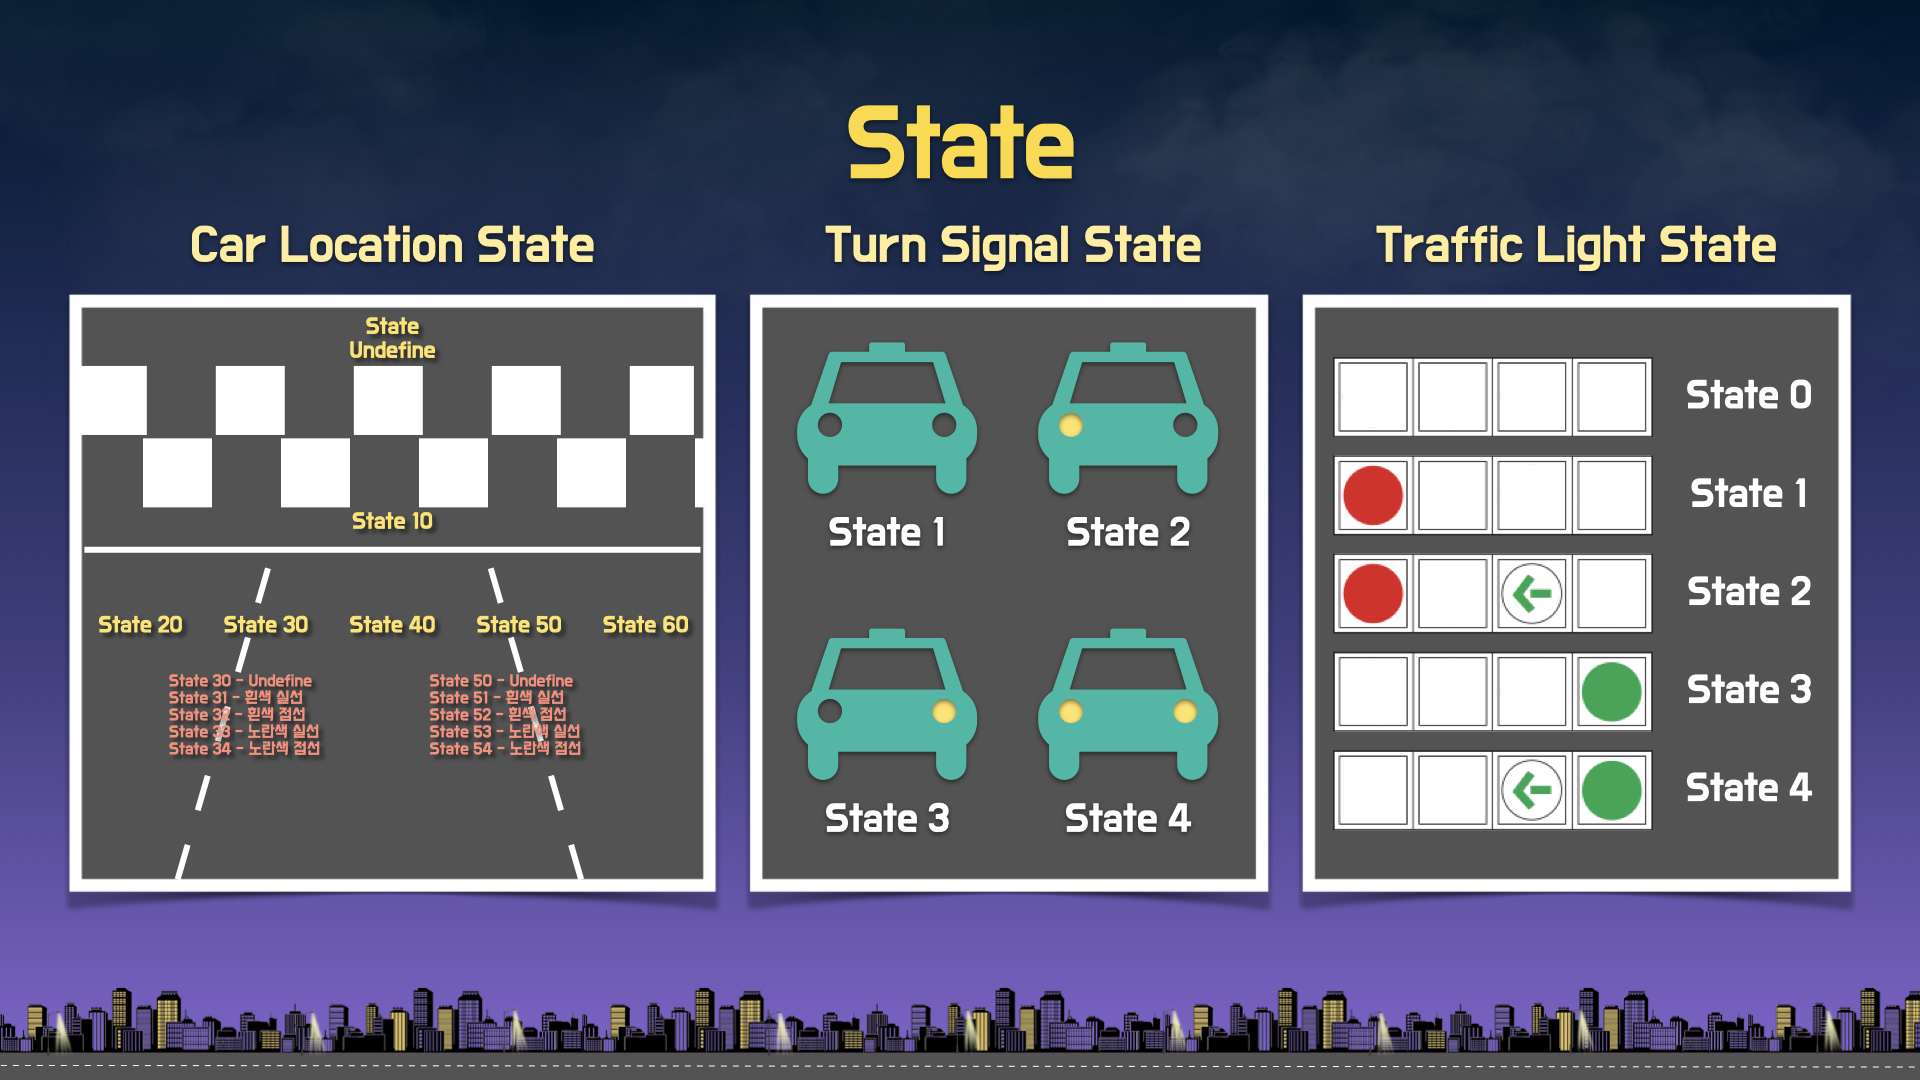 State
Car Location State
State
Undefine
State 10
State 20 State 30 State 40 State 50 State 60
State 30 - Undefine
State 31 - 흰색 실선
State 32 - 흰색 점선
State 33 - 노란색 실선
State 34 - 노란색 점선
State 50 - Undefine
State 51 - 흰색 실선
State 52 - 흰색 점선
State 53 - 노란색 실선
State 54 - 노란색 점선
Turn Signal State
State 1 State 2
State 3 State 4
Traffic Light State
State 0
State 1
State 2
State 3
State 4